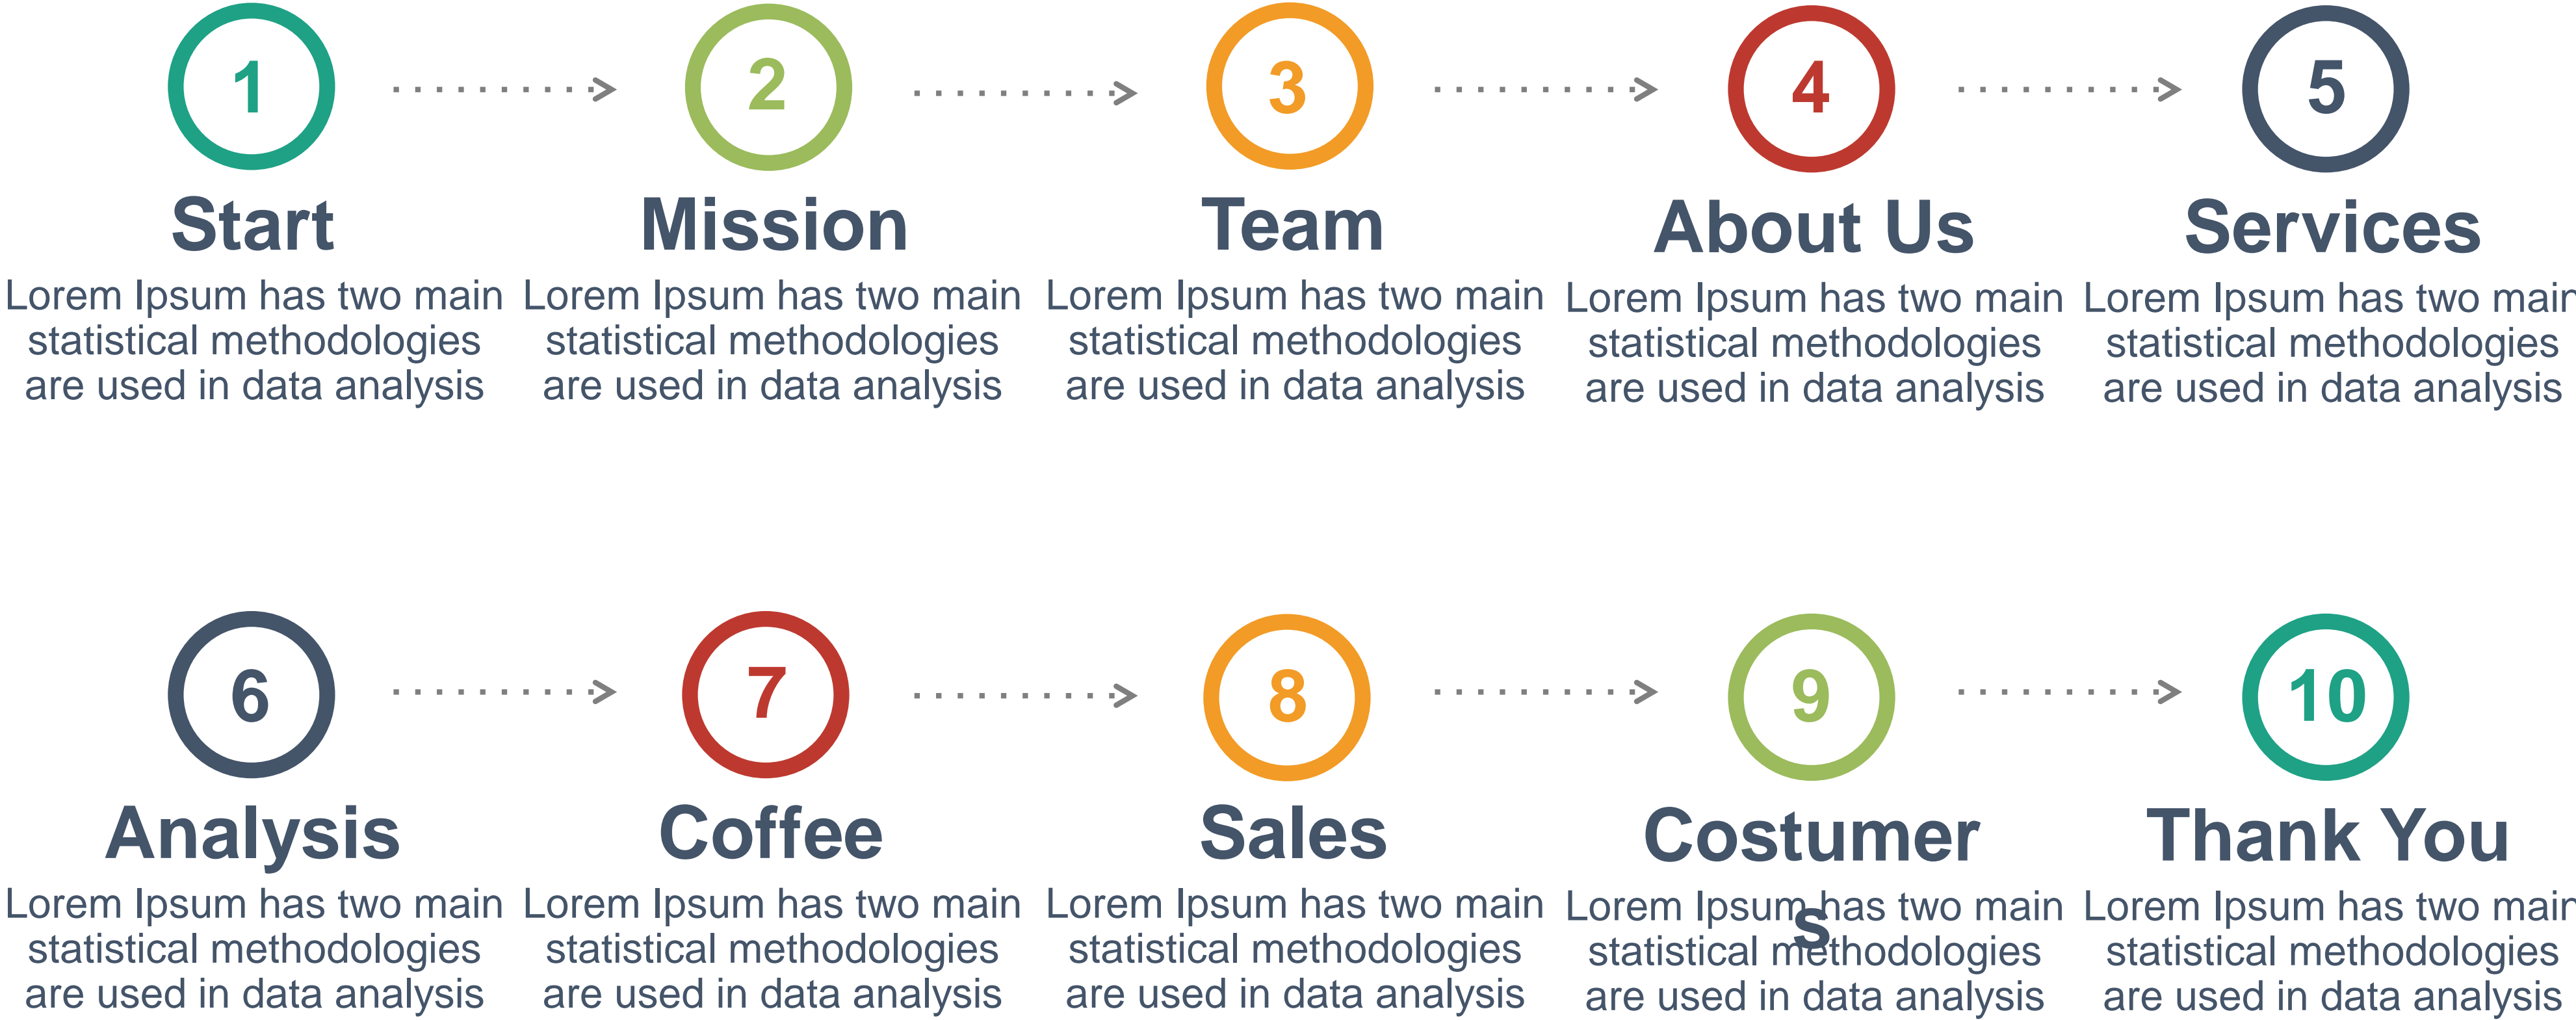 1
Start
Lorem Ipsum has two main
statistical methodologies
are used in data analysis
2
Mission
Lorem Ipsum has two main
statistical methodologies
are used in data analysis
3
Team
Lorem Ipsum has two main
statistical methodologies
are used in data analysis
4
About Us
Lorem Ipsum has two main
statistical methodologies
are used in data analysis
5
Services
Lorem Ipsum has two main
statistical methodologies
are used in data analysis
6
Analysis
Lorem Ipsum has two main
statistical methodologies
are used in data analysis
7
Coffee
Lorem Ipsum has two main
statistical methodologies
are used in data analysis
8
Sales
Lorem Ipsum has two main
statistical methodologies
are used in data analysis
9
Costumer
s
Lorem Ipsum has two main
statistical methodologies
are used in data analysis
10
Thank You
Lorem Ipsum has two main
statistical methodologies
are used in data analysis